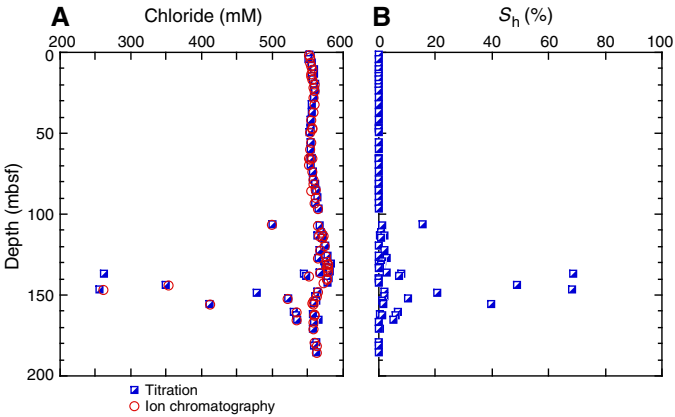 A B
Chloride (mM) Sh (%)
200 300 400 500 600 0 20 40 60 80 100
0
50
100
150
200
Depth (mbsf)
Titration
Ion chromatography